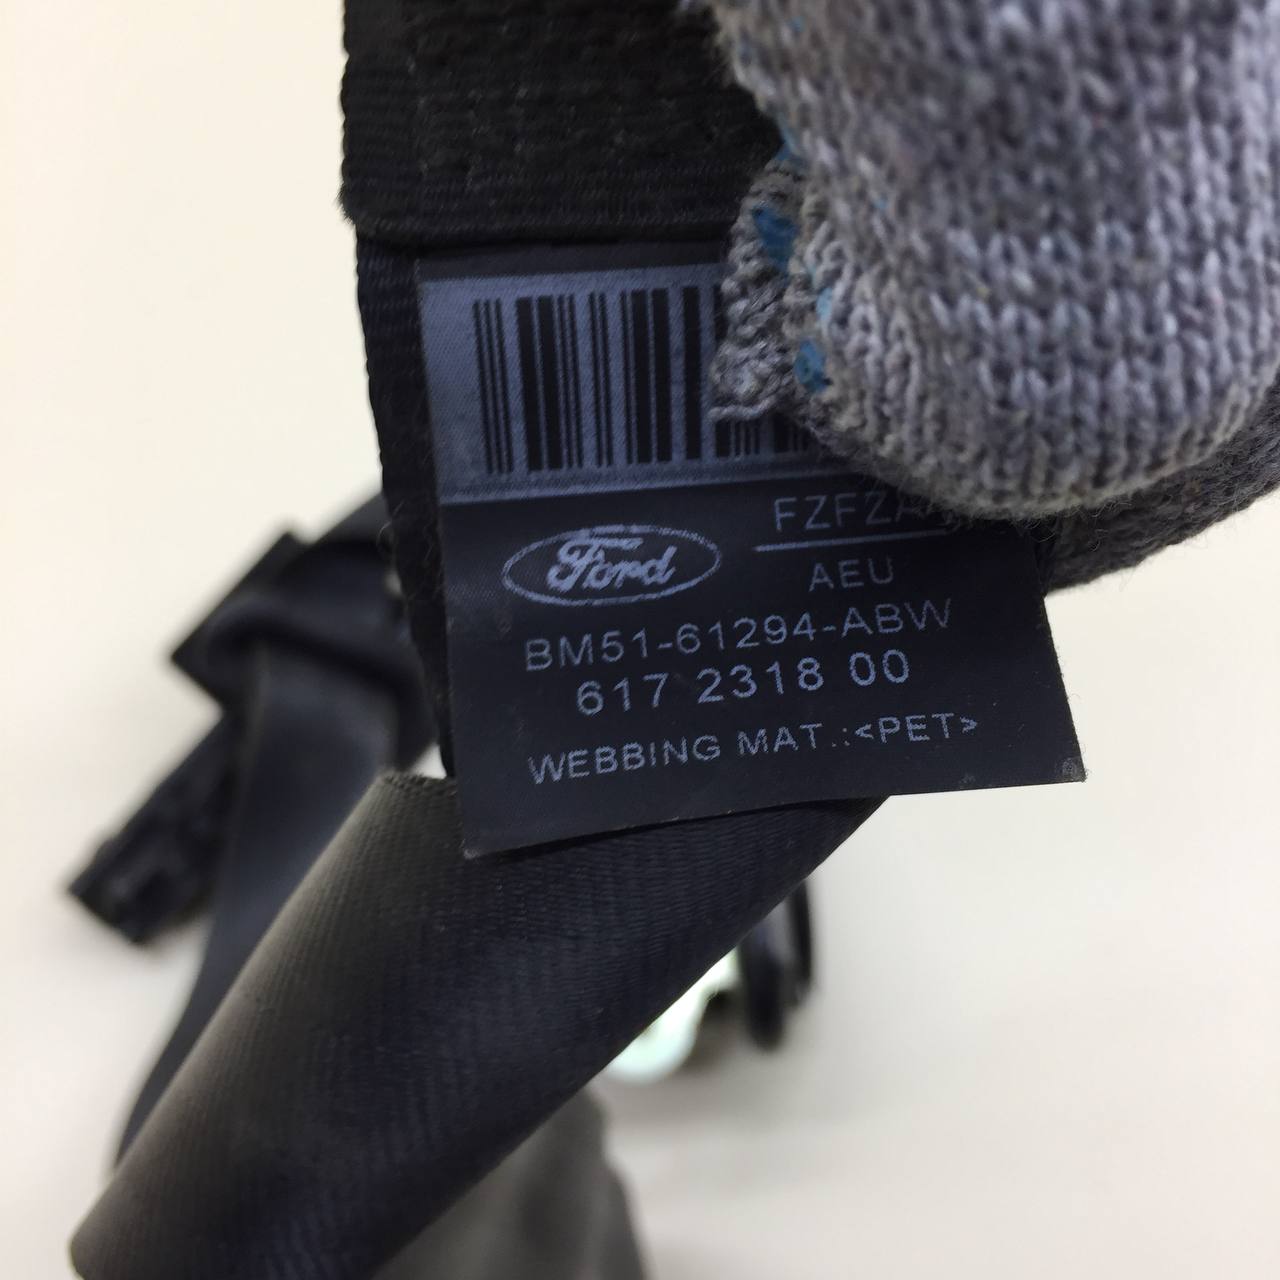 FZFZA
Ford
AEU
BM51-61294-ABW
617 2318 00
WEBBING MAT.:<PET>